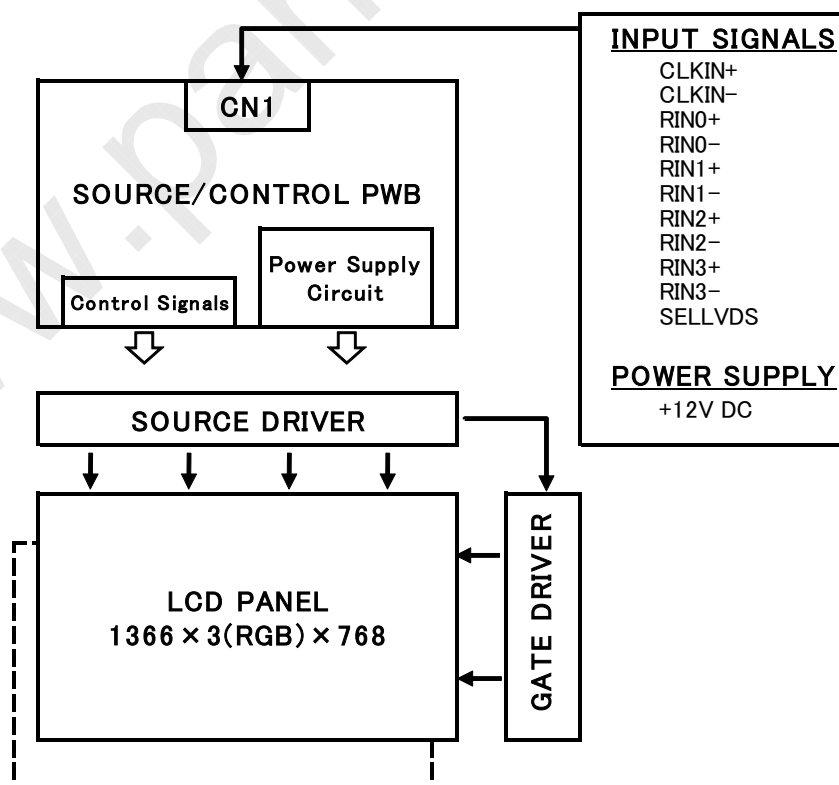 INPUT SIGNALS
CLKIN+
CLKIN−
RIN0+
RIN0−
RIN1+
RIN1−
RIN2+
RIN2−
RIN3+
RIN3−
SELLVDS
POWER SUPPLY
+12V DC
CN1
SOURCE/CONTROL PWB
Power Supply
Circuit
Control Signals
SOURCE DRIVER
LCD PANEL
1366×3(RGB)×768
GATE DRIVER